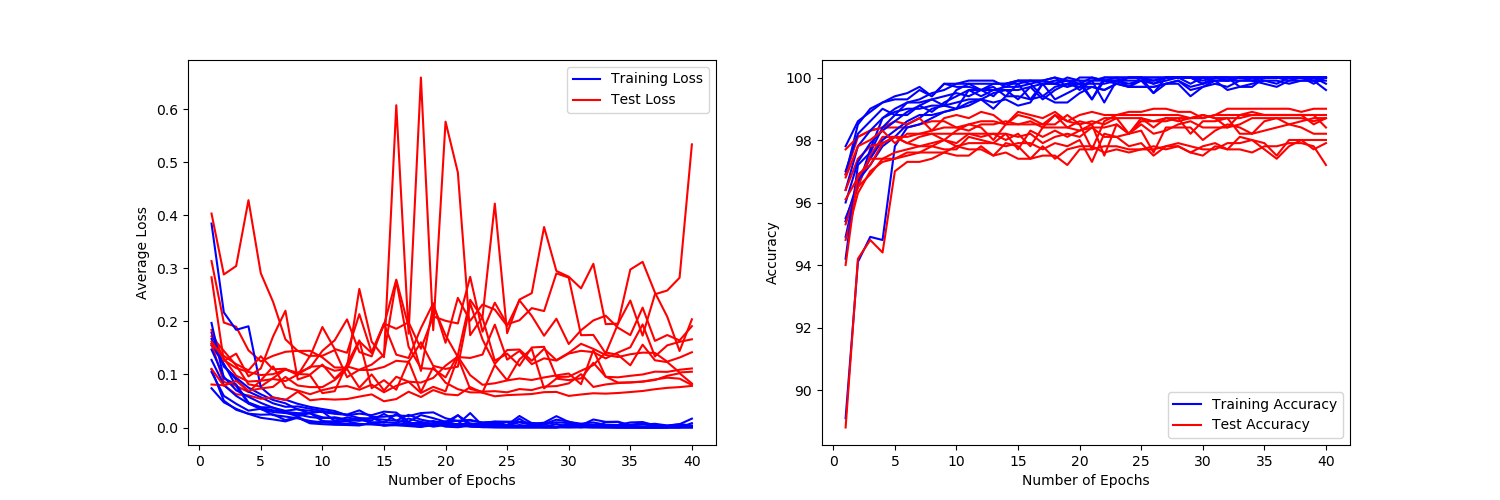 Training Loss
Test Loss
Average Loss
0.6
0.5
0.4
0.3
0.2
0.1
0.0
0 5 10 15 20 25 30 35 40
Number of Epochs
Accuracy
100
98
96
94
92
90
Training Accuracy
Test Accuracy
0 5 10 15 20 25 30 35 40
Number of Epochs